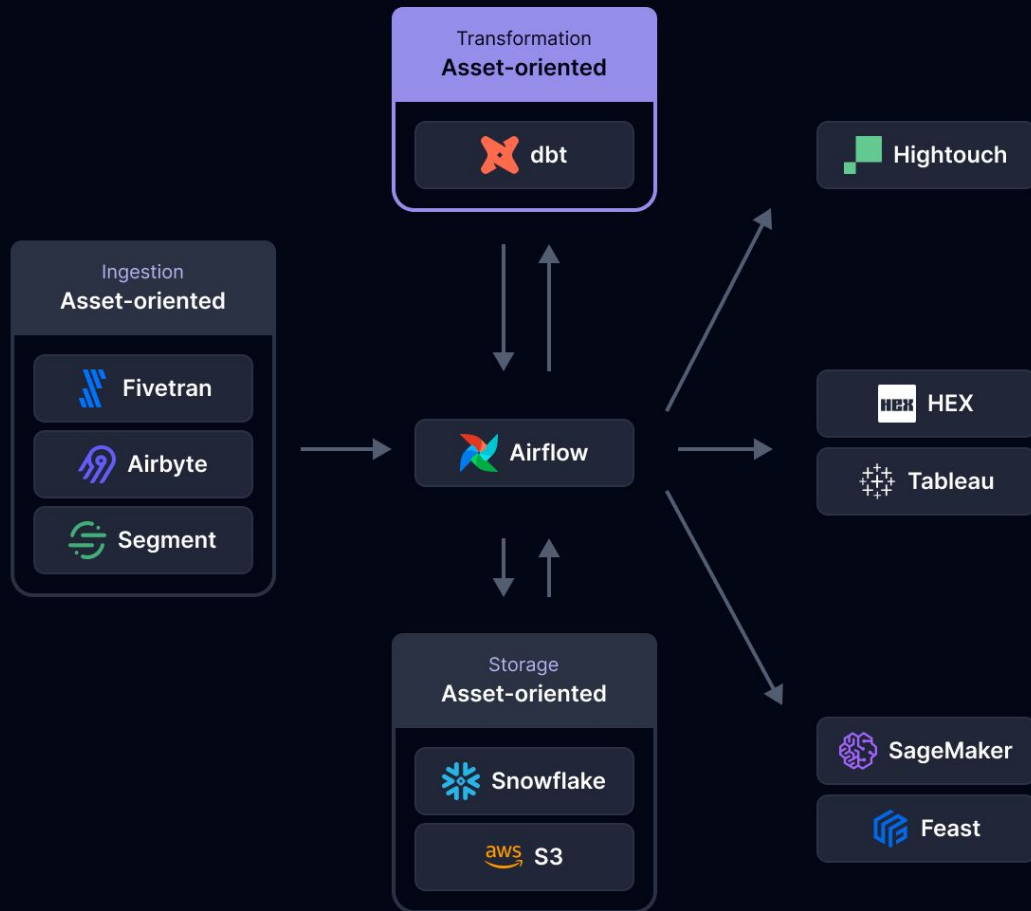 Transformation
Asset-oriented
dbt
Hightouch
Ingestion
Asset-oriented
Fivetran
Airbyte
Segment
Airflow
HEX
HEX
Tableau
Storage
Asset-oriented
Snowflake
aws S3
SageMaker
Feast